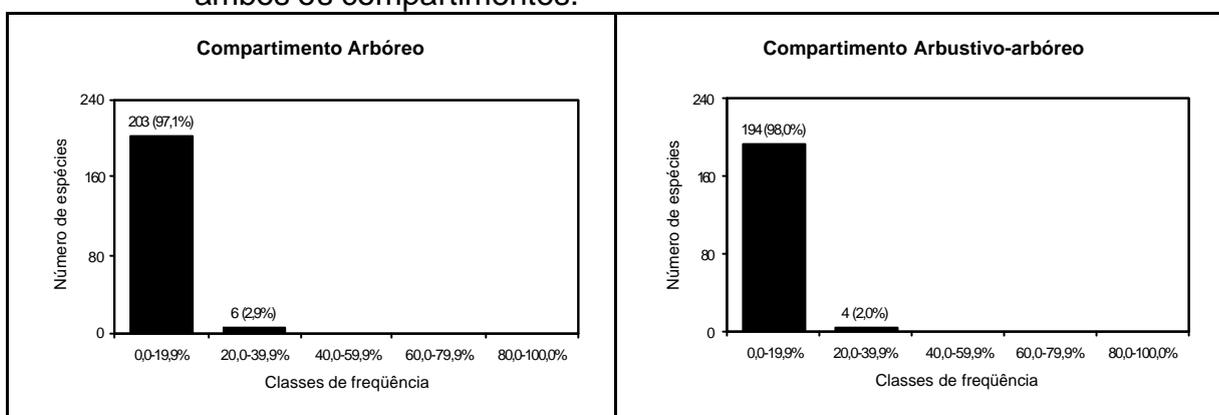 ambos os compartimentos.
Compartimento Arbóreo
240
203 (97,1%)
160
80
6 (2,9%)
0
0,0-19,9% 20,0-39,9% 40,0-59,9% 60,0-79,9% 80,0-100,0%
Número de espécies
Classes de freqüência
Compartimento Arbustivo-arbóreo
240
194 (98,0%)
160
80
4 (2,0%)
0
0,0-19,9% 20,0-39,9% 40,0-59,9% 60,0-79,9% 80,0-100,0%
Número de espécies
Classes de freqüência